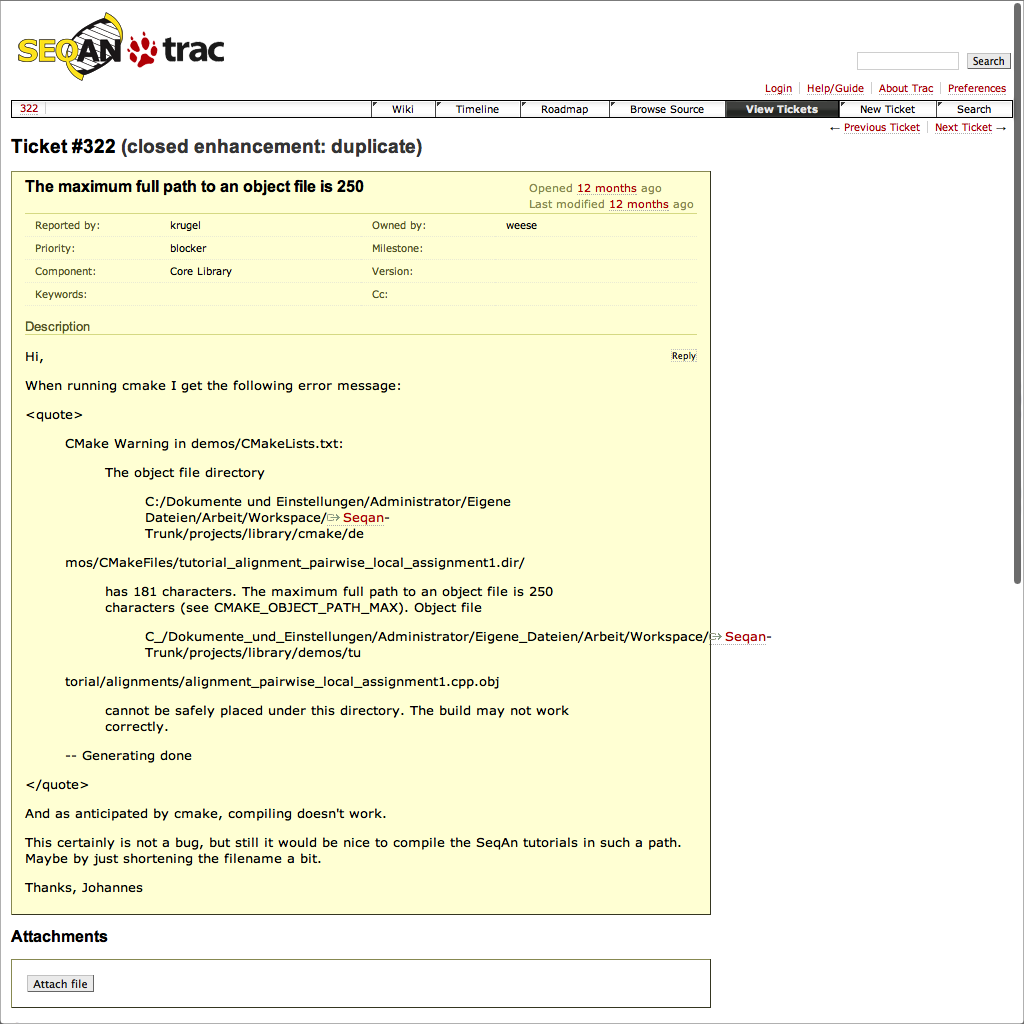 SEQAN trac
Search
Login Help/Guide About Trac Preferences
322 Wiki Timeline Roadmap Browse Source View Tickets New Ticket Search
← Previous Ticket Next Ticket →
Ticket #322 (closed enhancement: duplicate)
The maximum full path to an object file is 250
Opened 12 months ago
Last modified 12 months ago
Reported by: krugel Owned by: weese
Priority: blocker Milestone:
Component: Core Library Version:
Keywords: Cc:
Description
Hi, Reply
When running cmake I get the following error message:
<quote>
CMake Warning in demos/CMakeLists.txt:
The object file directory
C:/Dokumente und Einstellungen/Administrator/Eigene
Dateien/Arbeit/Workspace/Seqan-
Trunk/projects/library/cmake/de
mos/CMakeFiles/tutorial_alignment_pairwise_local_assignment1.dir/
has 181 characters. The maximum full path to an object file is 250
characters (see CMAKE_OBJECT_PATH_MAX). Object file
C_/Dokumente_und_Einstellungen/Administrator/Eigene_Dateien/Arbeit/Workspace/Seqan-
Trunk/projects/library/demos/tu
torial/alignments/alignment_pairwise_local_assignment1.cpp.obj
cannot be safely placed under this directory. The build may not work
correctly.
-- Generating done
</quote>
And as anticipated by cmake, compiling doesn't work.
This certainly is not a bug, but still it would be nice to compile the SeqAn tutorials in such a path.
Maybe by just shortening the filename a bit.
Thanks, Johannes
Attachments
Attach file